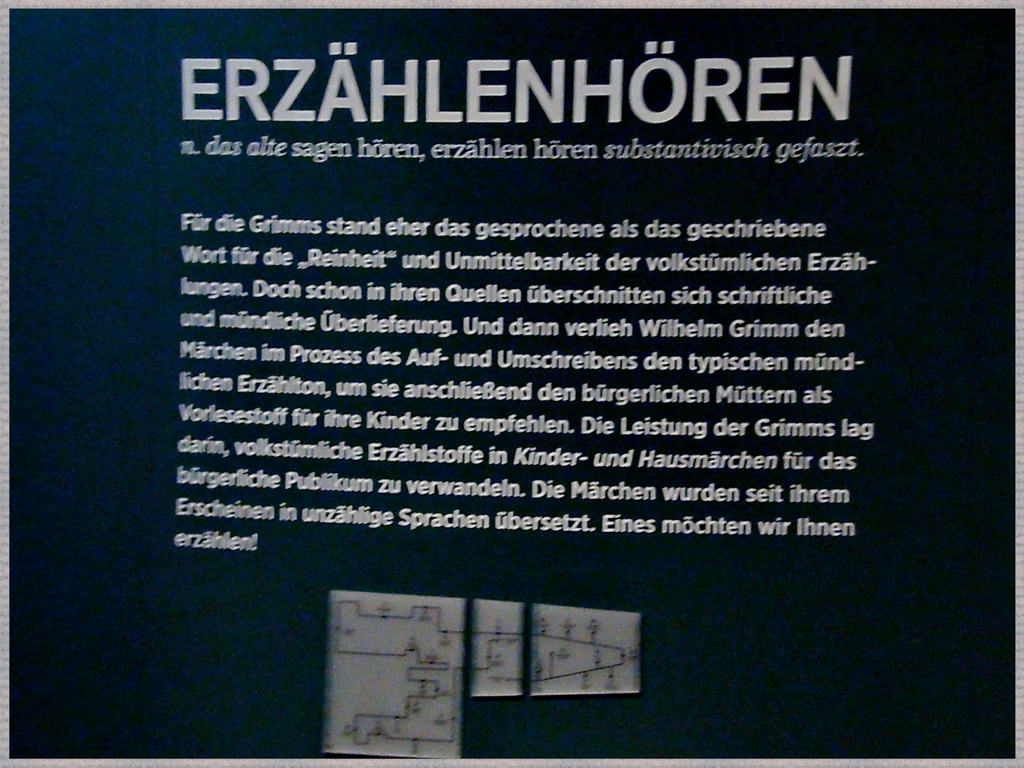 ERZÄHLENHÖREN
n. das alte sagen hören, erzählen hören substantivisch gefaszt.
Für die Grimms stand eher das gesprochene als das geschriebene
Wort für die „Reinheit“ und Unmittelbarkeit der volkstümlichen Erzäh-
lungen. Doch schon in ihren Quellen überschnitten sich schriftliche
und mündliche Überlieferung. Und dann verlieh Wilhelm Grimm den
Märchen im Prozess des Auf- und Umschreibens den typischen münd-
lichen Erzählton, um sie anschließend den bürgerlichen Müttern als
Vorlesestoff für ihre Kinder zu empfehlen. Die Leistung der Grimms lag
darin, volkstümliche Erzählstoffe in Kinder- und Hausmärchen für das
bürgerliche Publikum zu verwandeln. Die Märchen wurden seit ihrem
Erscheinen in unzählige Sprachen übersetzt. Eines möchten wir Ihnen
erzählen!